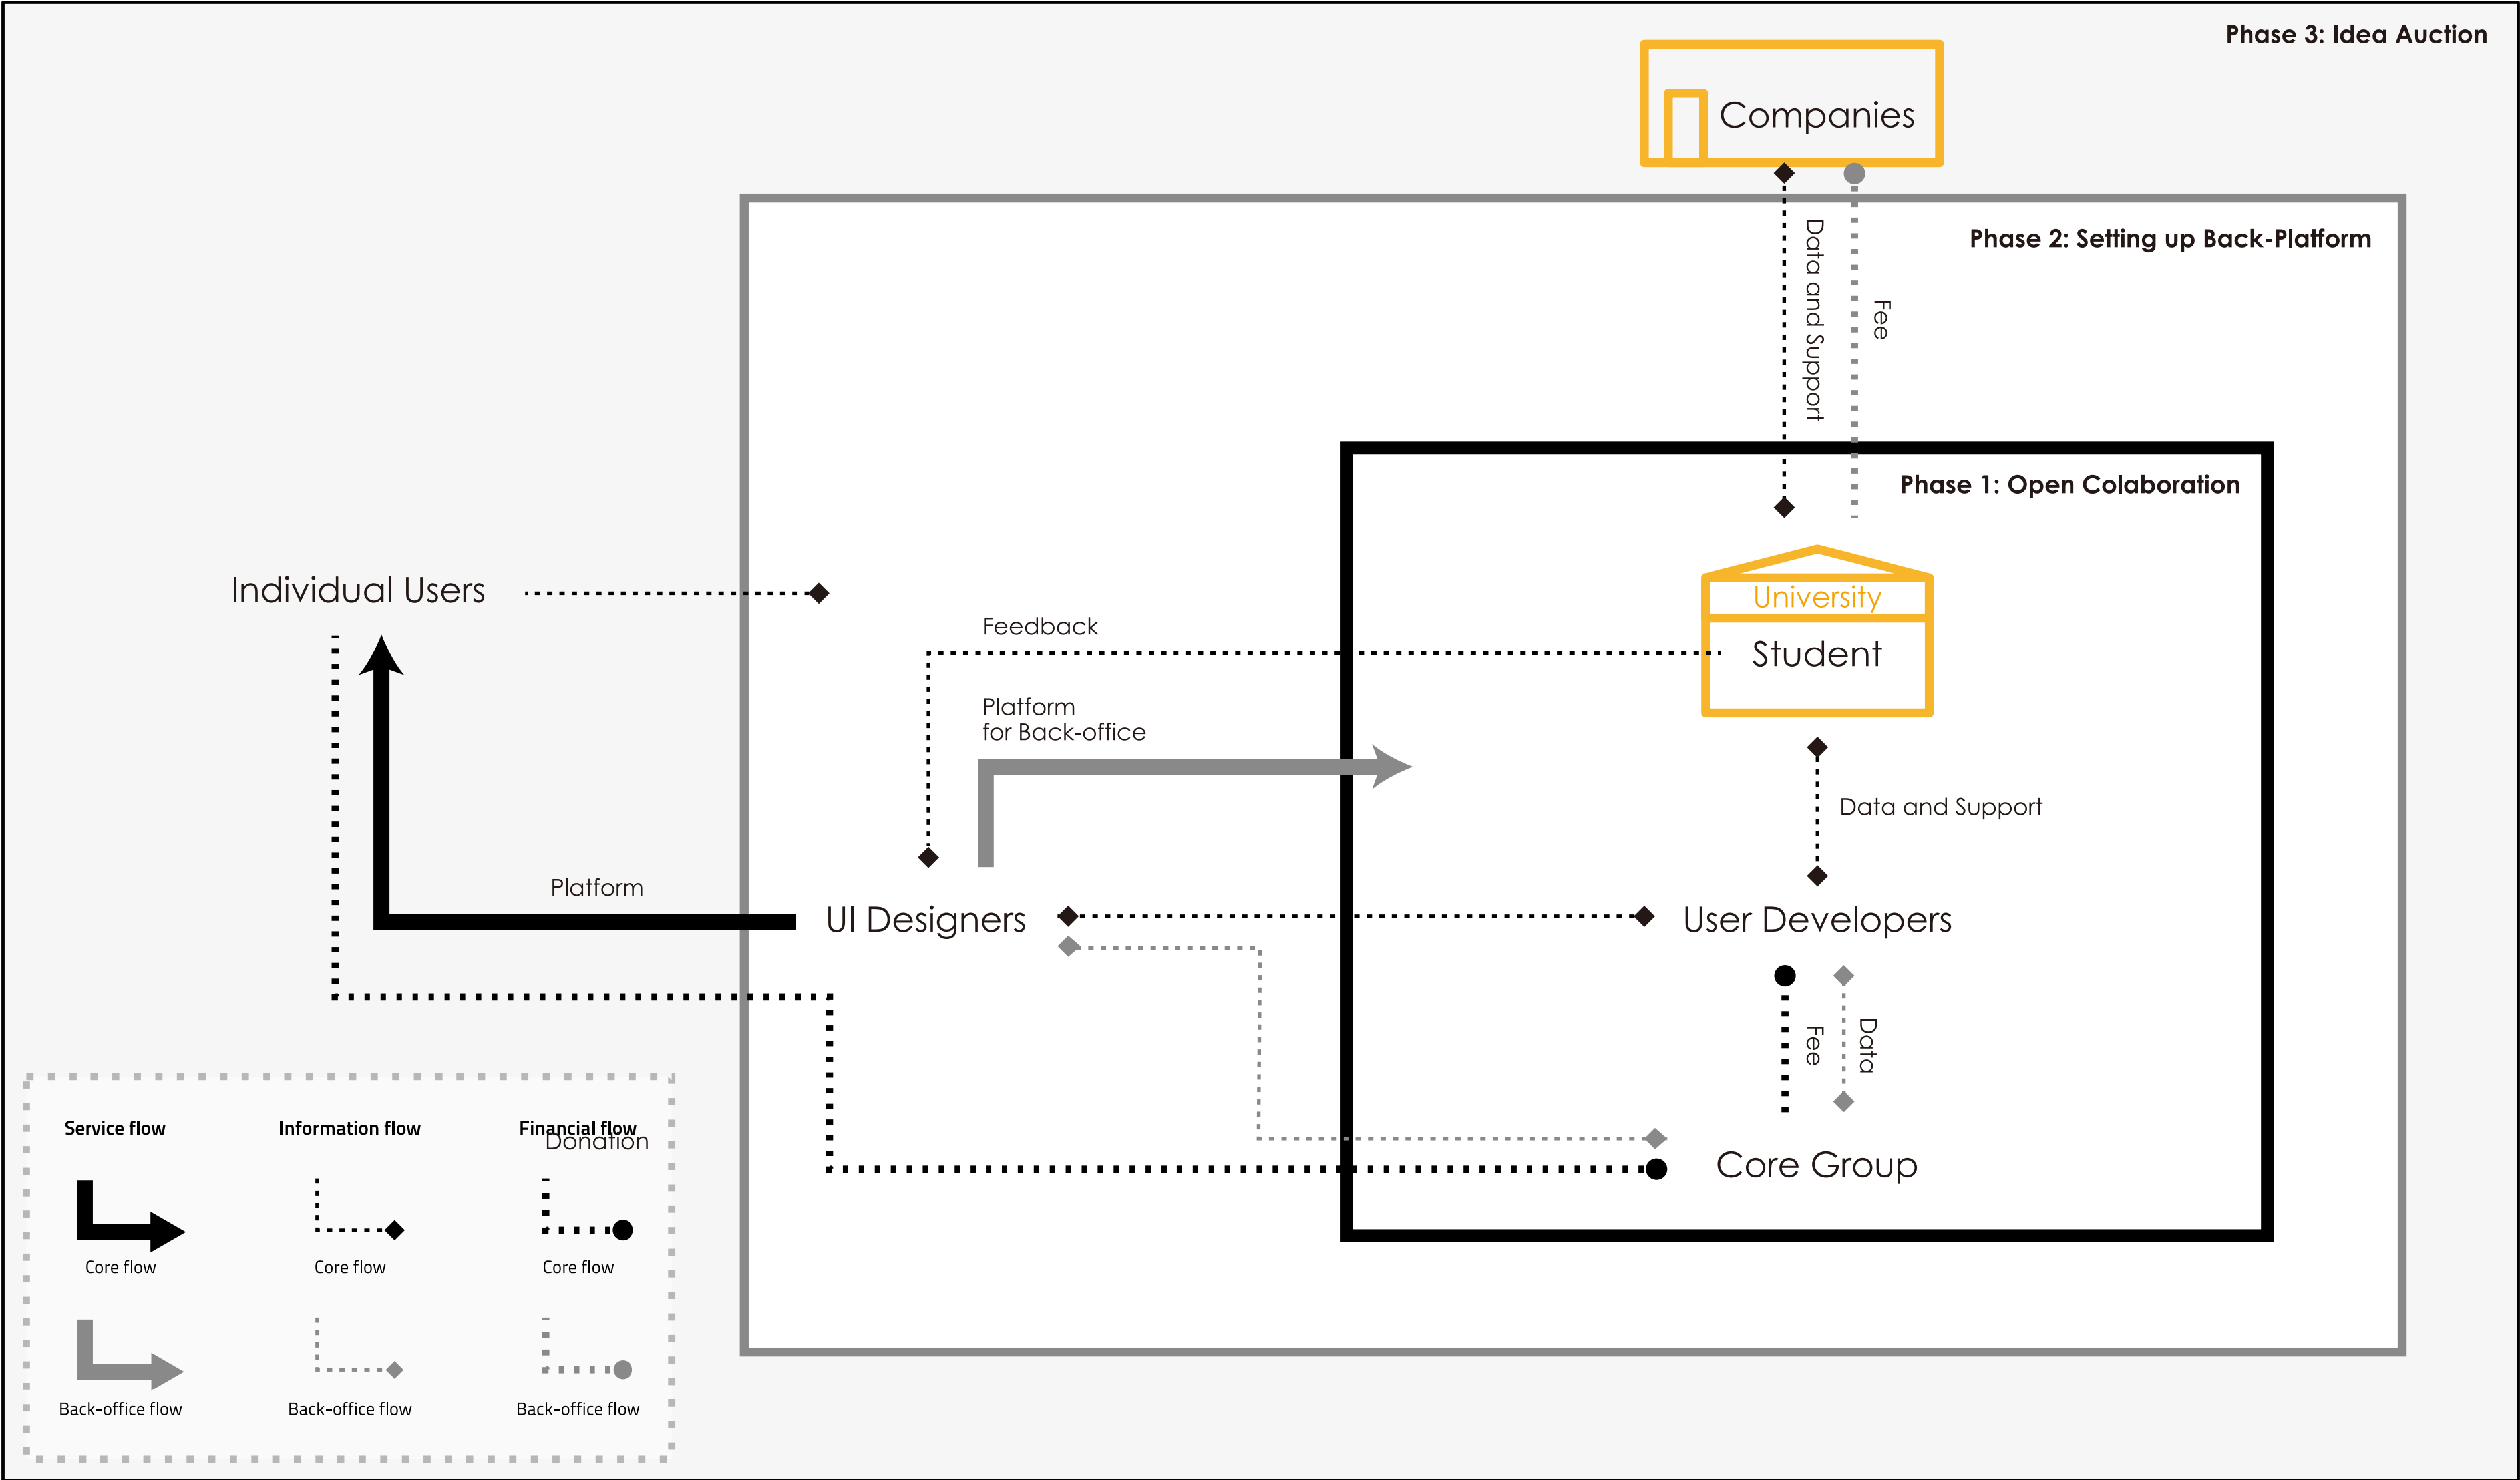 Phase 3: Idea Auction
Companies
Phase 2: Setting up Back-Platform
Data and Support
Fee
Phase 1: Open Colaboration
Individual Users
University
Feedback
Student
Platform
for Back-office
Data and Support
Platform
UI Designers
User Developers
Fee
Data
Core Group
Service flow
Information flow
Financial flow
Donation
Core flow
Core flow
Core flow
Back-office flow
Back-office flow
Back-office flow